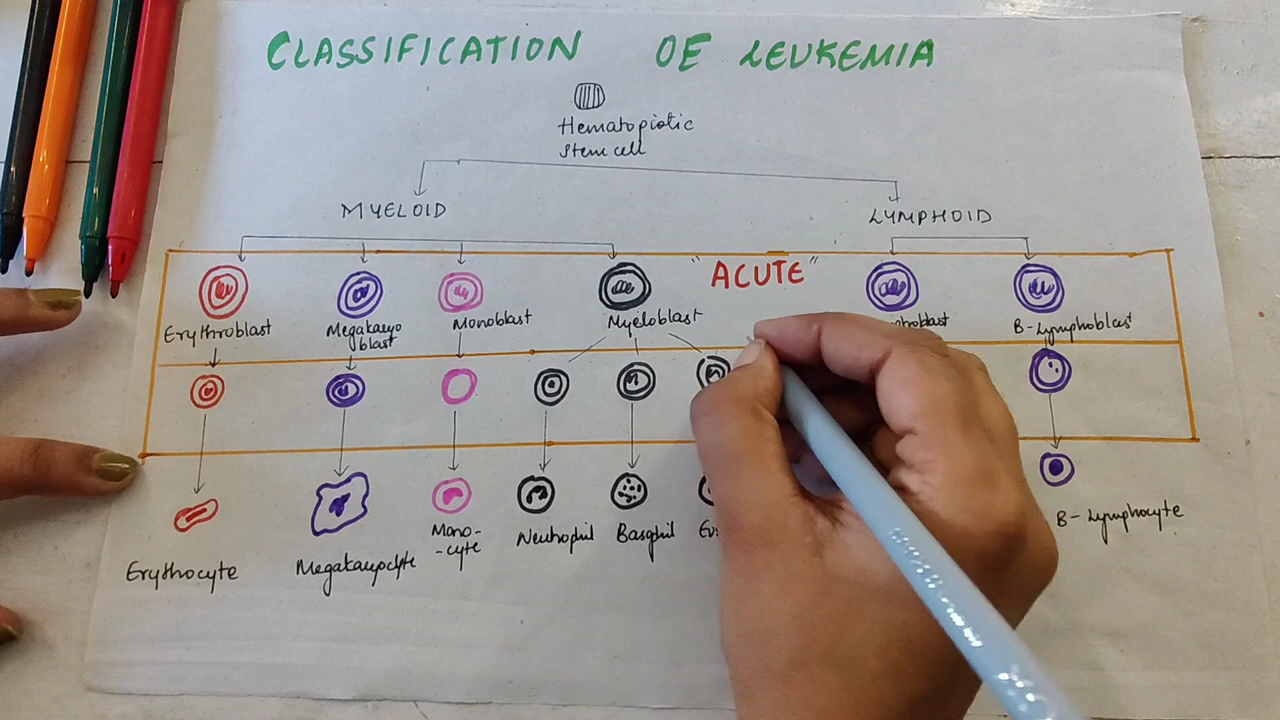 CLASSIFICATION OF LEUKEMIA
Hematopiotic
Stem cell
MYELOID
LYMPHOID
"ACUTE"
Erythroblast
Megakaryo
blast
Monoblast
Myeloblast
B-Lymphoblast
Erythocyte
Megakaryocyte
Mono-
-cyte
Neutrophil
Basophil
B-Lymphocyte